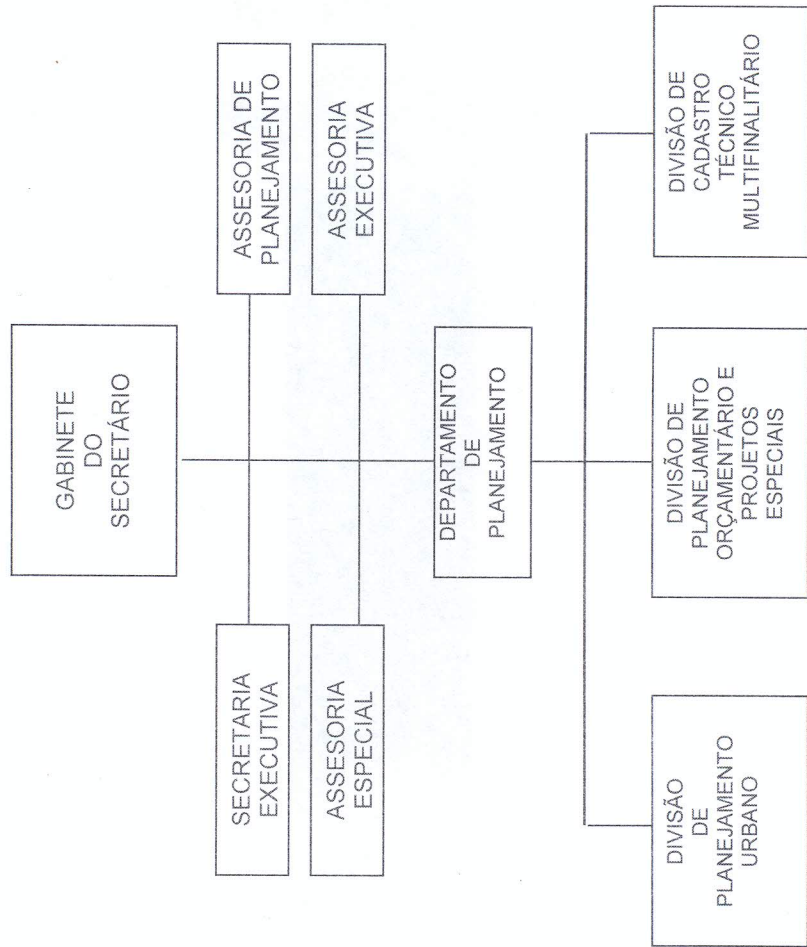 GABINETE
DO
SECRETÁRIO
SECRETARIA
EXECUTIVA
ASSESORIA DE
PLANEJAMENTO
ASSESORIA
ESPECIAL
ASSESORIA
EXECUTIVA
DEPARTAMENTO
DE
PLANEJAMENTO
DIVISÃO
DE
PLANEJAMENTO
URBANO
DIVISÃO DE
PLANEJAMENTO
ORÇAMENTÁRIO E
PROJETOS
ESPECIAIS
DIVISÃO DE
CADASTRO
TÉCNICO
MULTIFINALITÁRIO